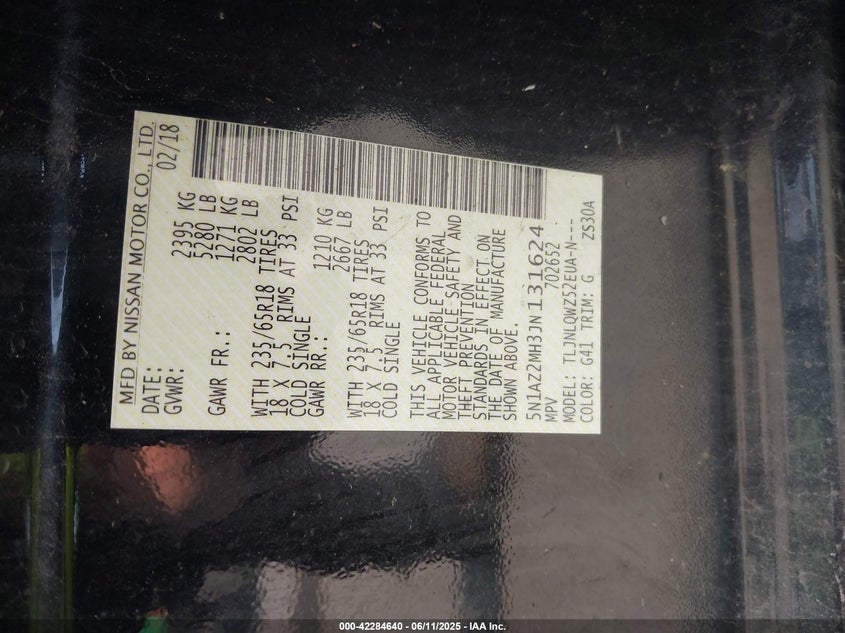 MFD BY NISSAN MOTOR CO., LTD.
DATE: 02/18
GVWR: 2395 KG
5280 LB
GAWR FR.: 1271 KG
2802 LB
WITH 235/65R18 TIRES
18 X 7.5 RIMS AT 33 PSI
COLD SINGLE
GAWR RR.: 1210 KG
2667 LB
WITH 235/65R18 TIRES
18 X 7.5 RIMS AT 33 PSI
COLD SINGLE
THIS VEHICLE CONFORMS TO
ALL APPLICABLE FEDERAL
MOTOR VEHICLE SAFETY AND
THEFT PREVENTION
STANDARDS IN EFFECT ON
THE DATE OF MANUFACTURE
SHOWN ABOVE.
5N1AZ2MH3JN131624
MPV 702652
MODEL: TLJNLQWZ52EUA-N---
COLOR: G41 TRIM: G ZS30A
000-42284640 - 06/11/2025 - IAA Inc.